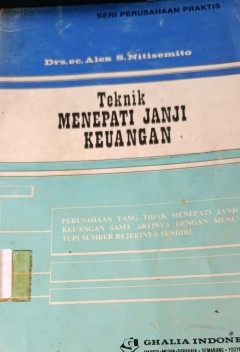 SERI PERUSAHAAN PRAKTIS
Drs.ec. Alex S. Nitisemito
Teknik
MENEPATI JANJI
KEUANGAN
PERUSAHAAN YANG TIDAK MENEPATI JANJI
KEUANGAN SAMA ARTINYA DENGAN MENU
TUPI SUMBER REJEKINYA SENDIRI.
GHALIA INDONE